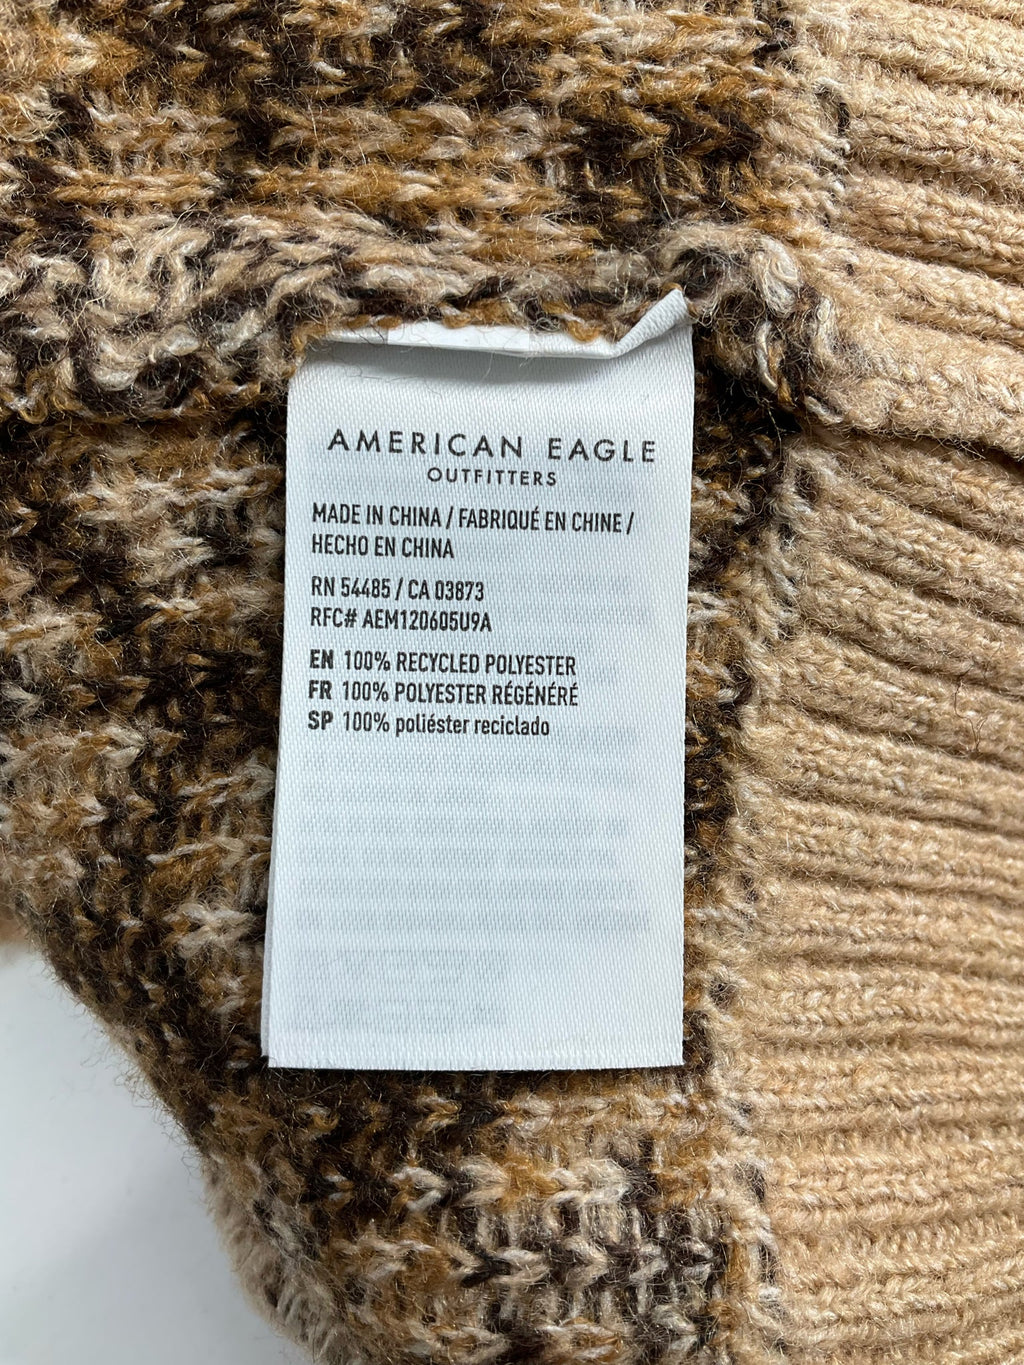 AMERICAN EAGLE
OUTFITTERS
MADE IN CHINA / FABRIQUÉ EN CHINE /
HECHO EN CHINA
RN 54485 / CA 03873
RFC# AEM120605U9A
EN 100% RECYCLED POLYESTER
FR 100% POLYESTER RÉGÉNÉRÉ
SP 100% poliéster reciclado